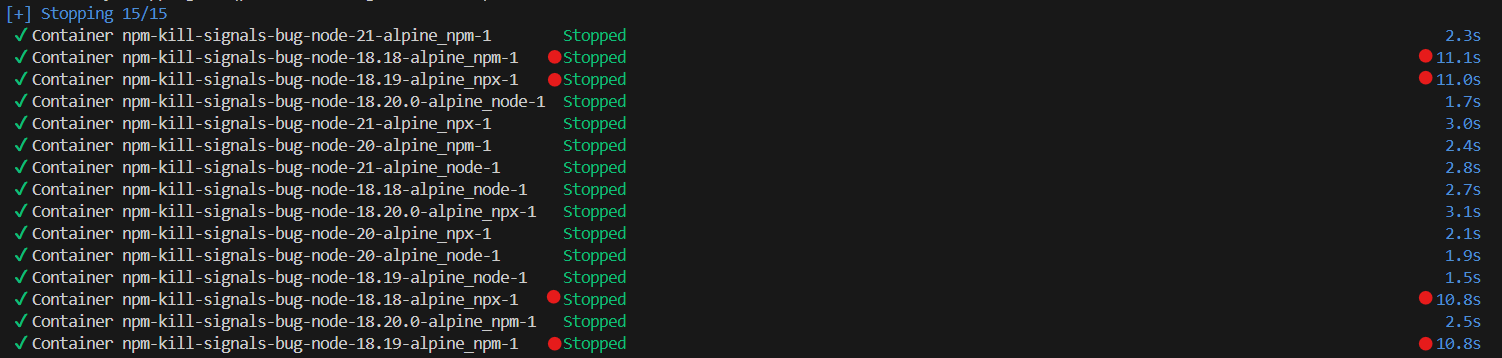 [+] Stopping 15/15
✓ Container npm-kill-signals-bug-node-21-alpine_npm-1 Stopped 2.3s
✓ Container npm-kill-signals-bug-node-18.18-alpine_npm-1 Stopped 11.1s
✓ Container npm-kill-signals-bug-node-18.19-alpine_npx-1 Stopped 11.0s
✓ Container npm-kill-signals-bug-node-18.20.0-alpine_node-1 Stopped 1.7s
✓ Container npm-kill-signals-bug-node-21-alpine_npx-1 Stopped 3.0s
✓ Container npm-kill-signals-bug-node-20-alpine_npm-1 Stopped 2.4s
✓ Container npm-kill-signals-bug-node-21-alpine_node-1 Stopped 2.8s
✓ Container npm-kill-signals-bug-node-18.18-alpine_node-1 Stopped 2.7s
✓ Container npm-kill-signals-bug-node-18.20.0-alpine_npx-1 Stopped 3.1s
✓ Container npm-kill-signals-bug-node-20-alpine_npx-1 Stopped 2.1s
✓ Container npm-kill-signals-bug-node-20-alpine_node-1 Stopped 1.9s
✓ Container npm-kill-signals-bug-node-18.19-alpine_node-1 Stopped 1.5s
✓ Container npm-kill-signals-bug-node-18.18-alpine_npx-1 Stopped 10.8s
✓ Container npm-kill-signals-bug-node-18.20.0-alpine_npm-1 Stopped 2.5s
✓ Container npm-kill-signals-bug-node-18.19-alpine_npm-1 Stopped 10.8s